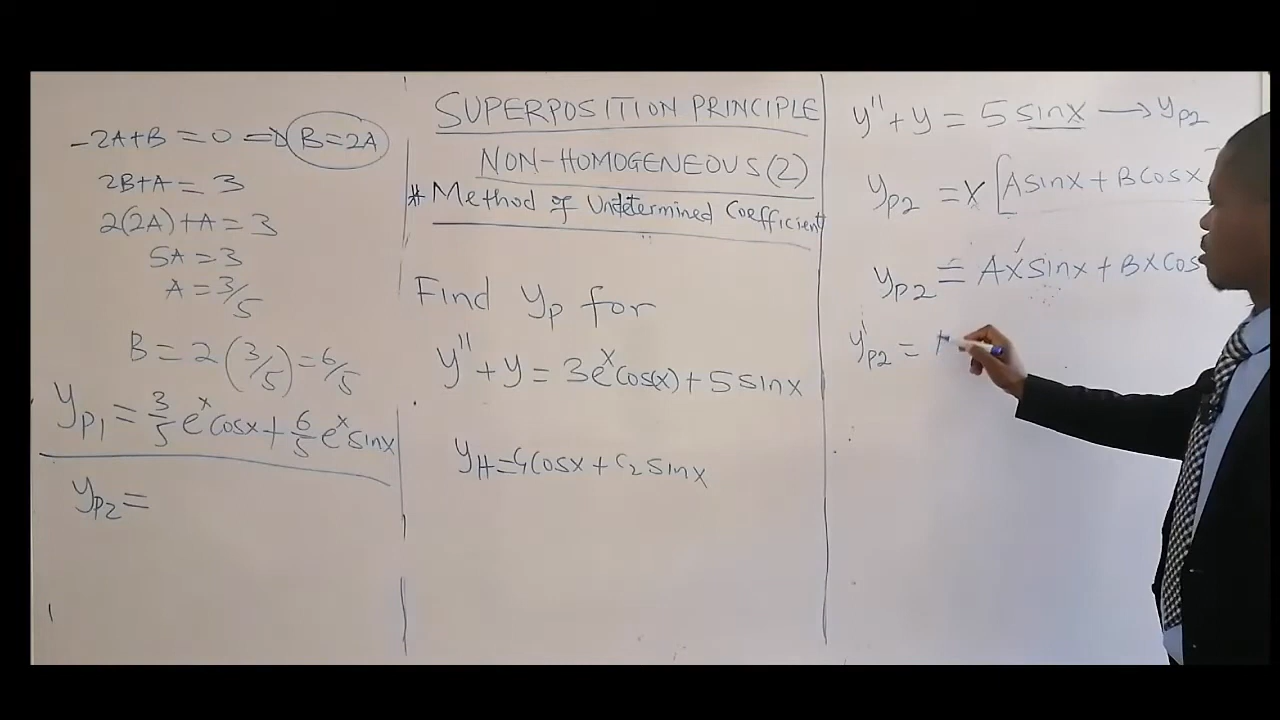 -2A+B = 0 ⇒ B=2A
2B+A = 3
2(2A)+A = 3
5A = 3
A = 3/5
B = 2(3/5) = 6/5
yP1 = 3/5 e^x cosx + 6/5 e^x sinx
yP2 =
SUPERPOSITION PRINCIPLE
NON-HOMOGENEOUS(2)
# Method of Undetermined Coefficient
Find yp for
y'' + y = 3e^x cos(x) + 5 sinx
yH = c1 cosx + c2 sinx
y'' + y = 5 sinx → yP2
yP2 = x [Asinx + Bcosx
yP2 = Ax sinx + Bx cos
y'P2 =